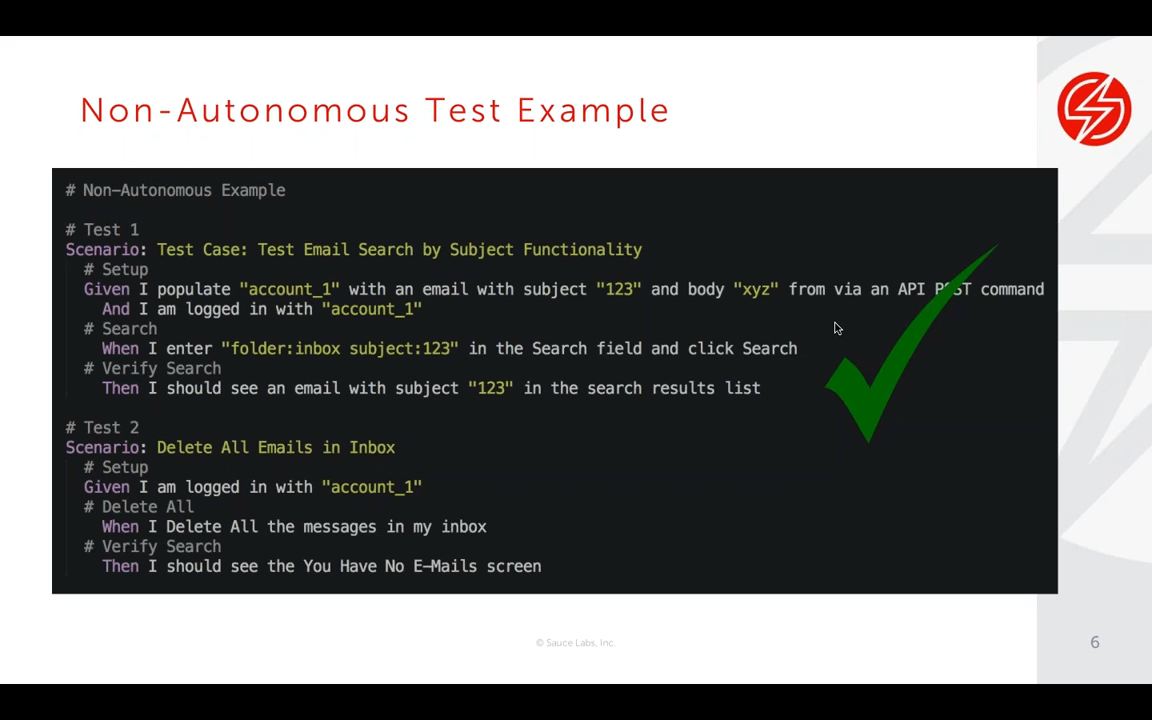 Non-Autonomous Test Example
# Non-Autonomous Example
# Test 1
Scenario: Test Case: Test Email Search by Subject Functionality
# Setup
Given I populate "account_1" with an email with subject "123" and body "xyz" from via an API POST command
And I am logged in with "account_1"
# Search
When I enter "folder:inbox subject:123" in the Search field and click Search
# Verify Search
Then I should see an email with subject "123" in the search results list
# Test 2
Scenario: Delete All Emails in Inbox
# Setup
Given I am logged in with "account_1"
# Delete All
When I Delete All the messages in my inbox
# Verify Search
Then I should see the You Have No E-Mails screen
© Sauce Labs, Inc.
6